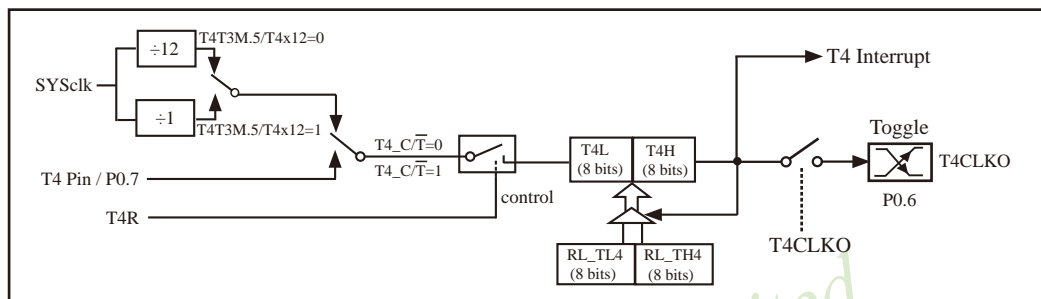 ÷12
T4T3M.5/T4x12=0
SYSclk
÷1
T4T3M.5/T4x12=1
T4 Pin / P0.7
T4_C/T̅=0
T4_C/T̅=1
T4R
control
T4L
(8 bits)
T4H
(8 bits)
RL_TL4
(8 bits)
RL_TH4
(8 bits)
T4 Interrupt
Toggle
T4CLKO
P0.6
T4CLKO